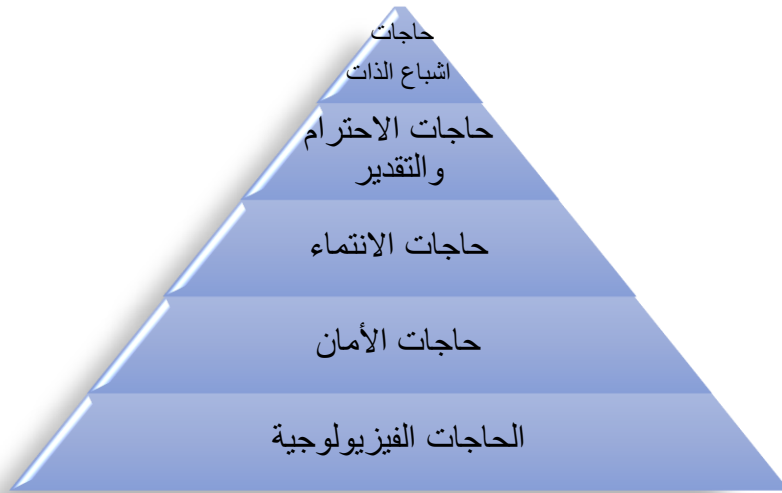 حاجات
اشباع الذات
حاجات الاحترام
والتقدير
حاجات الانتماء
حاجات الأمان
الحاجات الفيزيولوجية